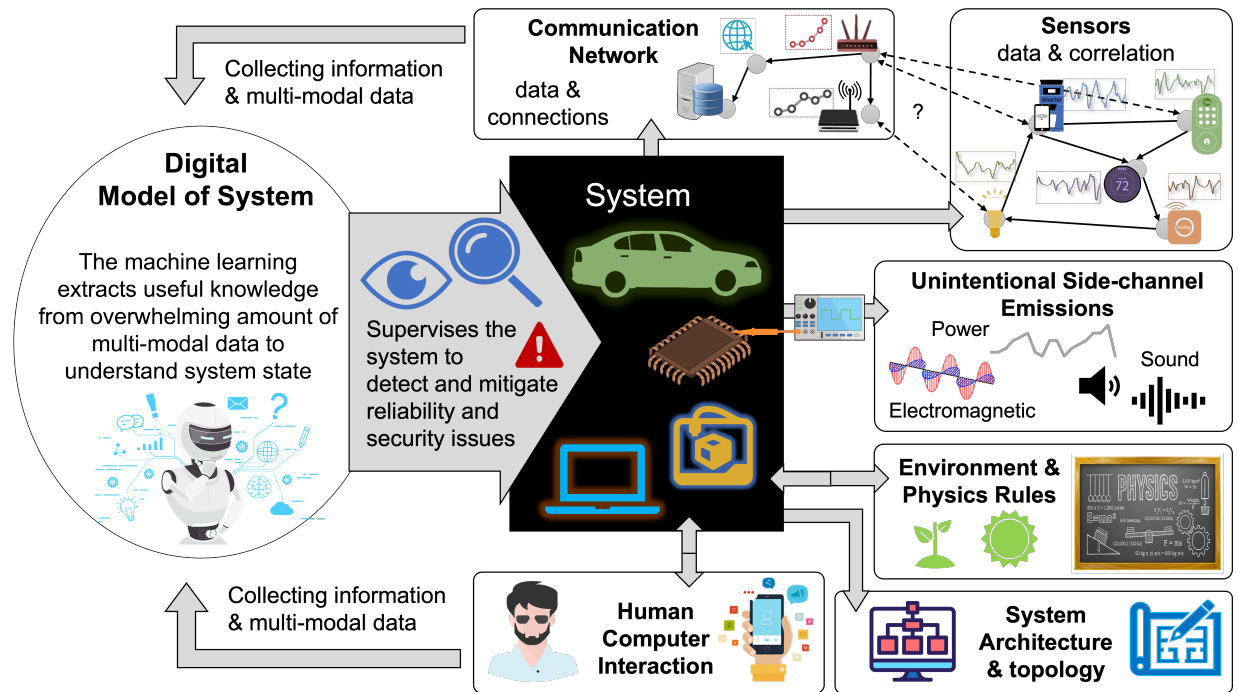 Communication
Network
data &
connections
Sensors
data & correlation
?
smarter
72
Collecting information
& multi-modal data
Digital
Model of System
The machine learning
extracts useful knowledge
from overwhelming amount of
multi-modal data to
understand system state
System
Supervises the
system to
detect and mitigate
reliability and
security issues
Unintentional Side-channel
Emissions
Power
Sound
Electromagnetic
Environment &
Physics Rules
PHYSICS
E=mc²
F = ma
Collecting information
& multi-modal data
Human
Computer
Interaction
System
Architecture
& topology